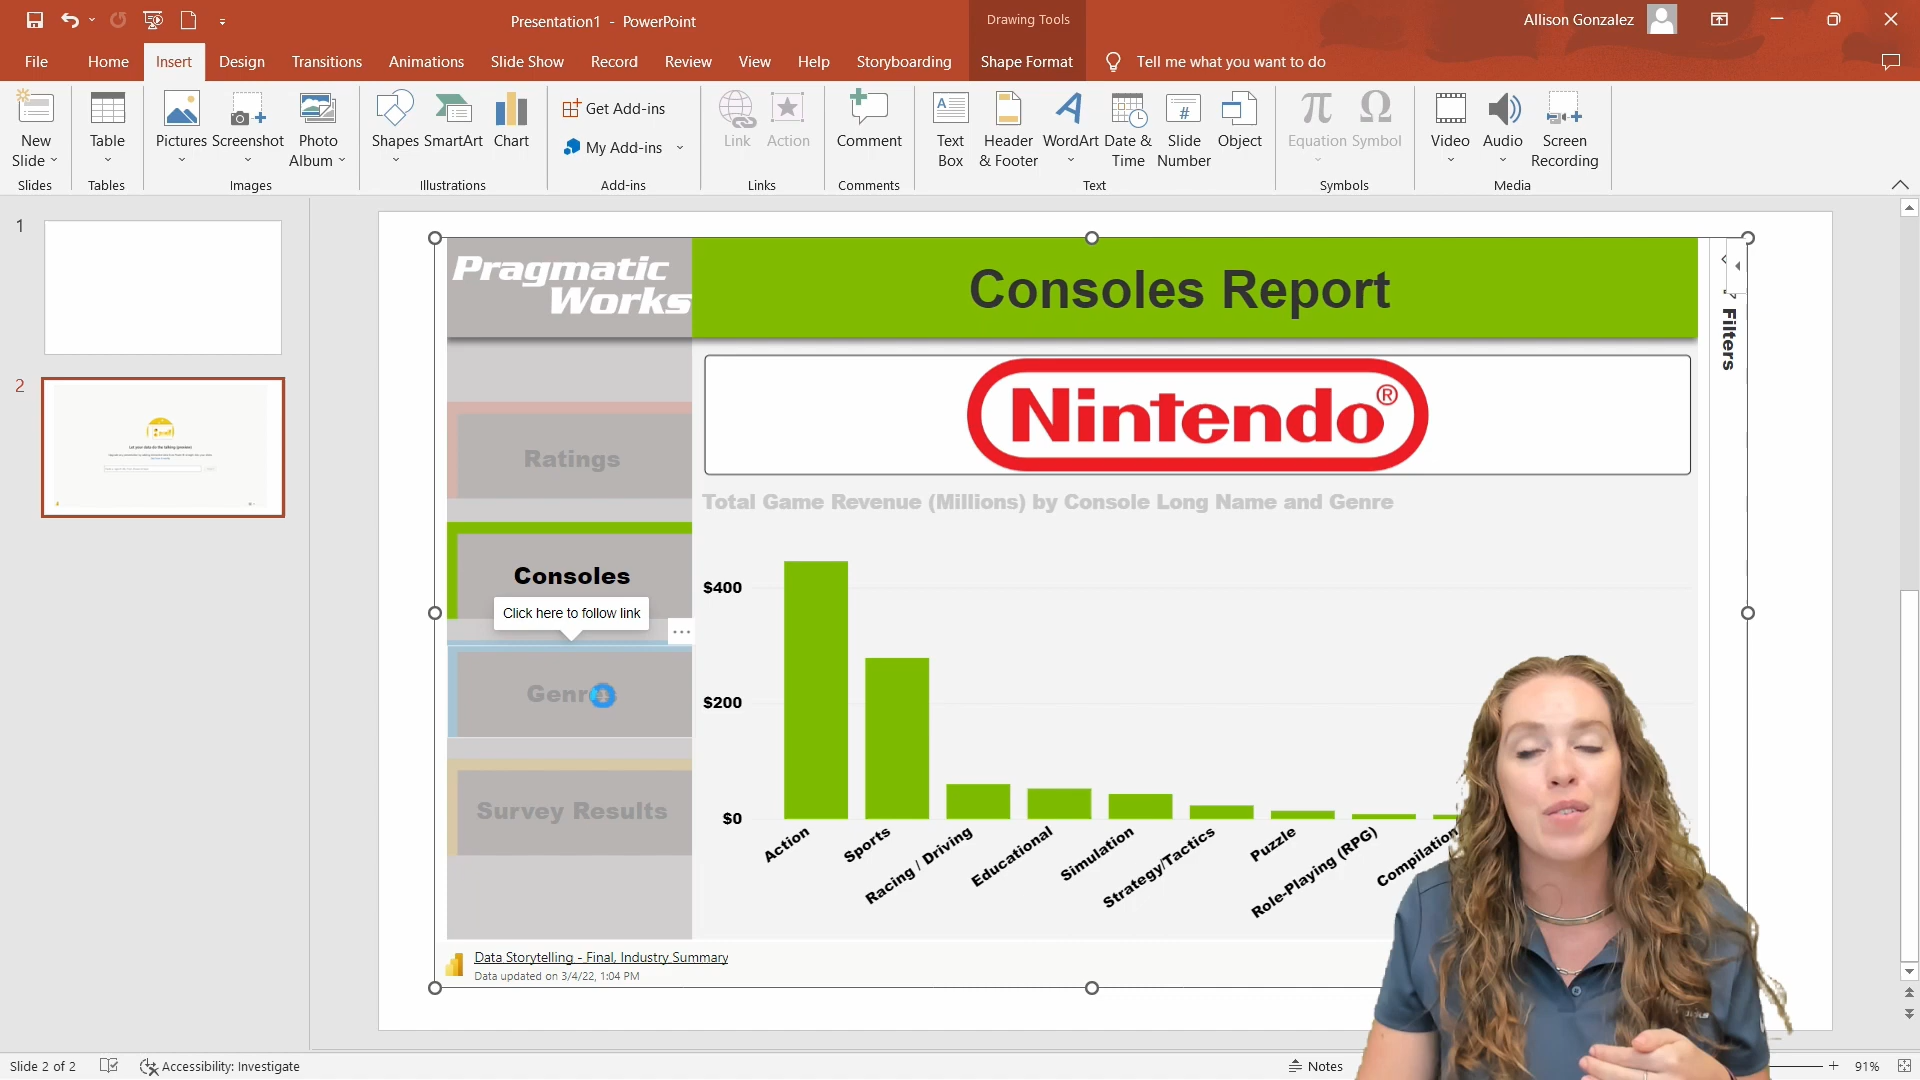 Presentation1 - PowerPoint
Drawing Tools
Allison Gonzalez
File
Home
Insert
Design
Transitions
Animations
Slide Show
Record
Review
View
Help
Storyboarding
Shape Format
Tell me what you want to do
New
Slide
Table
Pictures
Screenshot
Photo
Album
Shapes
SmartArt
Chart
Get Add-ins
My Add-ins
Link
Action
Comment
Text
Box
Header
& Footer
WordArt
Date &
Time
Slide
Number
Object
Equation
Symbol
Video
Audio
Screen
Recording
Slides
Tables
Images
Illustrations
Add-ins
Links
Comments
Text
Symbols
Media
1
2
Pragmatic
Works
Consoles Report
Filters
Nintendo®
Ratings
Total Game Revenue (Millions) by Console Long Name and Genre
Consoles
Click here to follow link
Survey Results
$400
$200
$0
Action
Sports
Racing / Driving
Educational
Simulation
Strategy/Tactics
Puzzle
Role-Playing (RPG)
Compilation
Data Storytelling - Final, Industry Summary
Data updated on 3/4/22, 1:04 PM
Slide 2 of 2
Accessibility: Investigate
Notes
91%